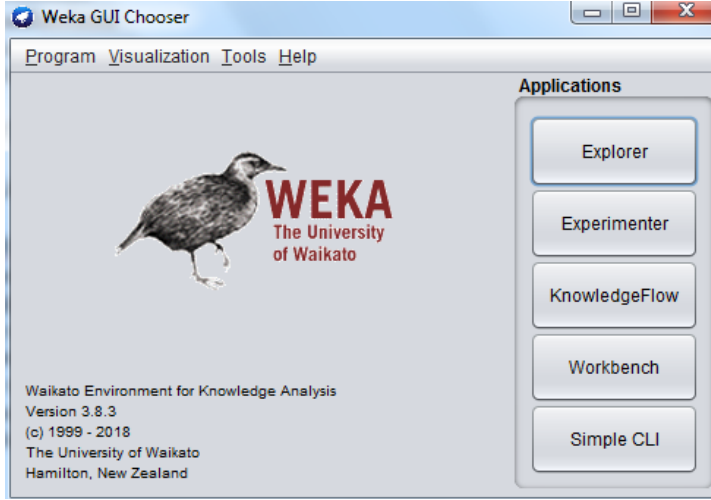 Weka GUI Chooser
Program Visualization Tools Help
Applications
Explorer
Experimenter
KnowledgeFlow
Workbench
Simple CLI
WEKA
The University
of Waikato
Waikato Environment for Knowledge Analysis
Version 3.8.3
(c) 1999 - 2018
The University of Waikato
Hamilton, New Zealand